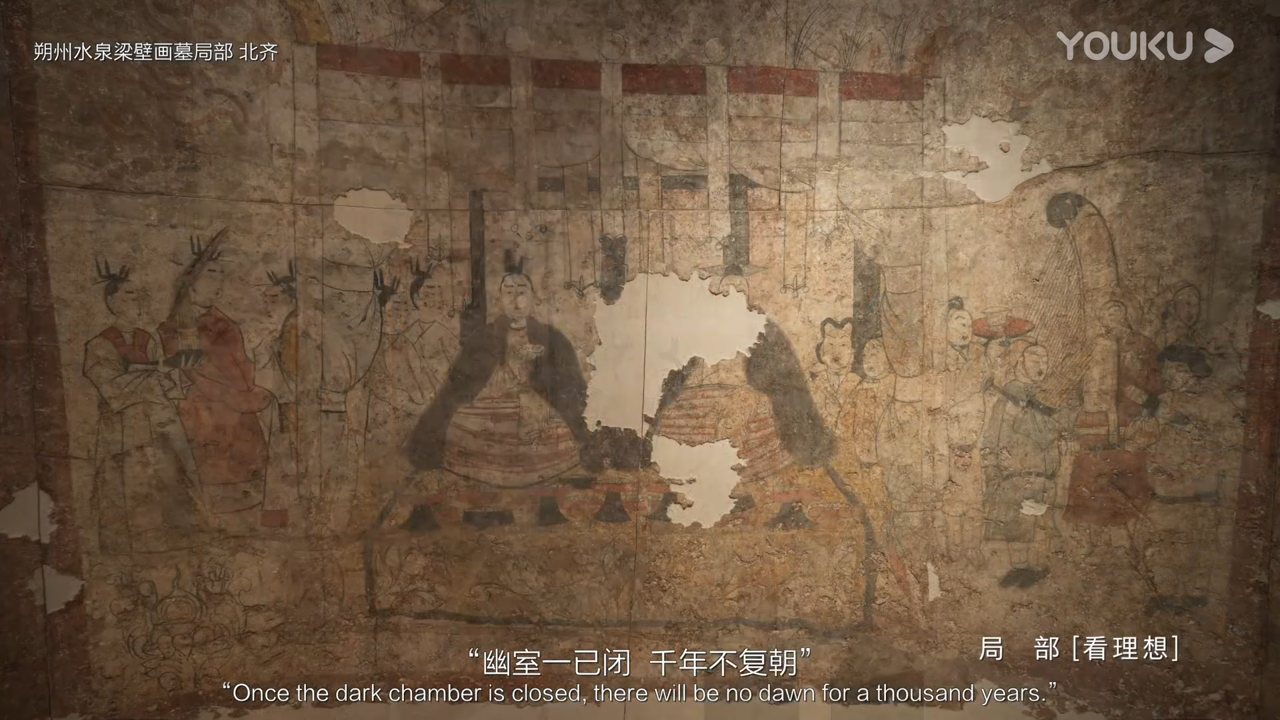 朔州水泉梁壁画墓局部 北齐
YOUKU
局 部 [看理想]
“幽室一已闭 千年不复朝”
“Once the dark chamber is closed, there will be no dawn for a thousand years.”